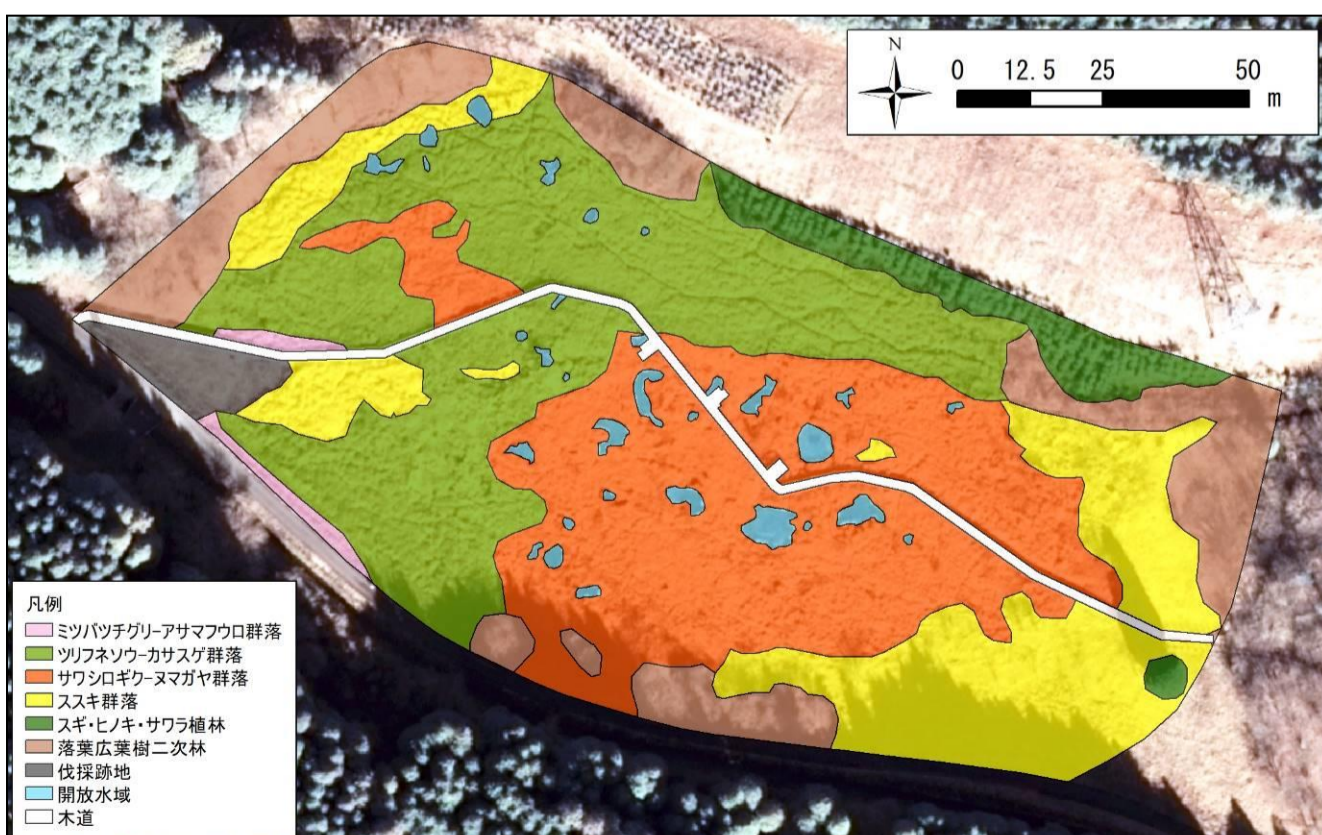 N
0 12.5 25 50
m
凡例
ミツバツチグリーアサマフウロ群落
ツリフネソウーカサスゲ群落
サワシロギクーヌマガヤ群落
ススキ群落
スギ・ヒノキ・サワラ植林
落葉広葉樹二次林
伐採跡地
開放水域
木道